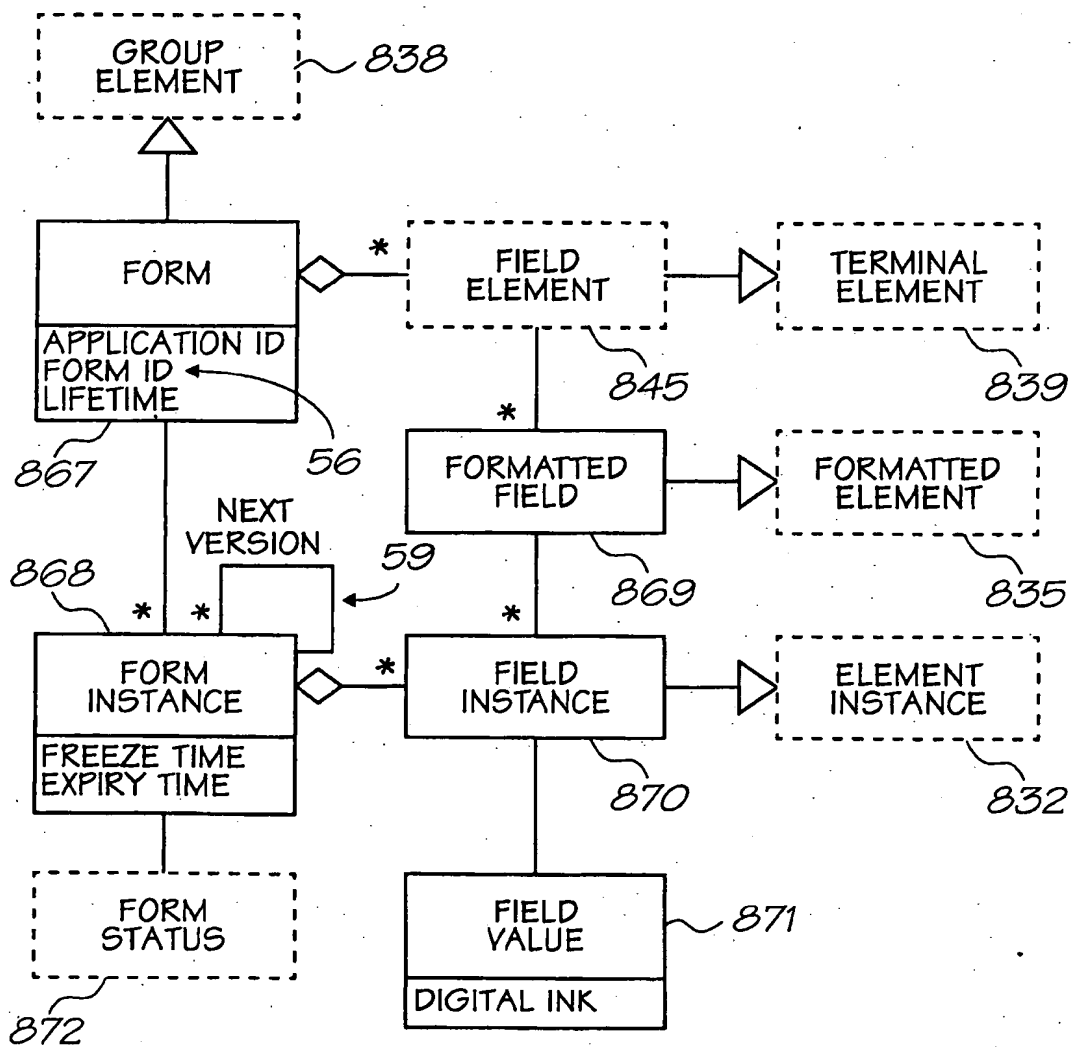 GROUP
ELEMENT
838
FORM
APPLICATION ID
FORM ID
LIFETIME
867
56
*
FIELD
ELEMENT
845
TERMINAL
ELEMENT
839
*
FORMATTED
FIELD
869
FORMATTED
ELEMENT
835
NEXT
VERSION
59
868
*
*
FORM
INSTANCE
FREEZE TIME
EXPIRY TIME
*
*
FIELD
INSTANCE
870
ELEMENT
INSTANCE
832
FORM
STATUS
872
FIELD
VALUE
871
DIGITAL INK